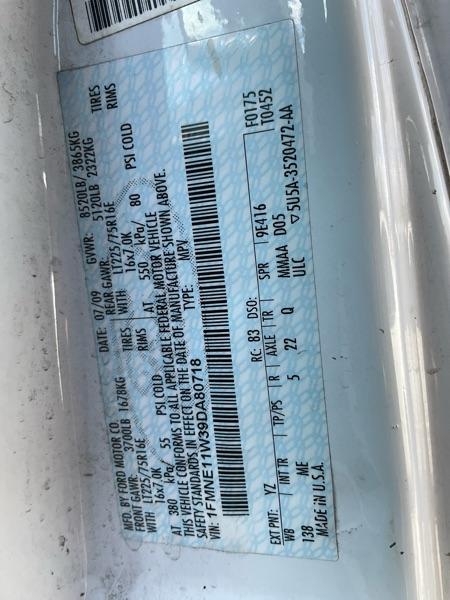 MFD. BY FORD MOTOR CO. DATE: 07/09 GVWR: 8520LB/ 3865KG
FRONT GAWR: 3700LB 1678KG REAR GAWR: 5120LB 2322KG
WITH LT225/75R16E TIRES WITH LT225/75R16E TIRES
16x7.0K RIMS 16x7.0K RIMS
AT 380 kPa/ 55 PSI COLD AT 550 kPa/ 80 PSI COLD
THIS VEHICLE CONFORMS TO ALL APPLICABLE FEDERAL MOTOR VEHICLE
SAFETY STANDARDS IN EFFECT ON THE DATE OF MANUFACTURE SHOWN ABOVE.
VIN: 1FMNE11W39DA80718 TYPE: MPV
F0175
T0452
EXT PNT: YZ RC: 83 DSO:
WB INT TR TP/PS R AXLE TR SPR 9E416
138 ME 5 22 Q MMAA D05
MADE IN U.S.A. ULC ▽5U5A-3520472-AA